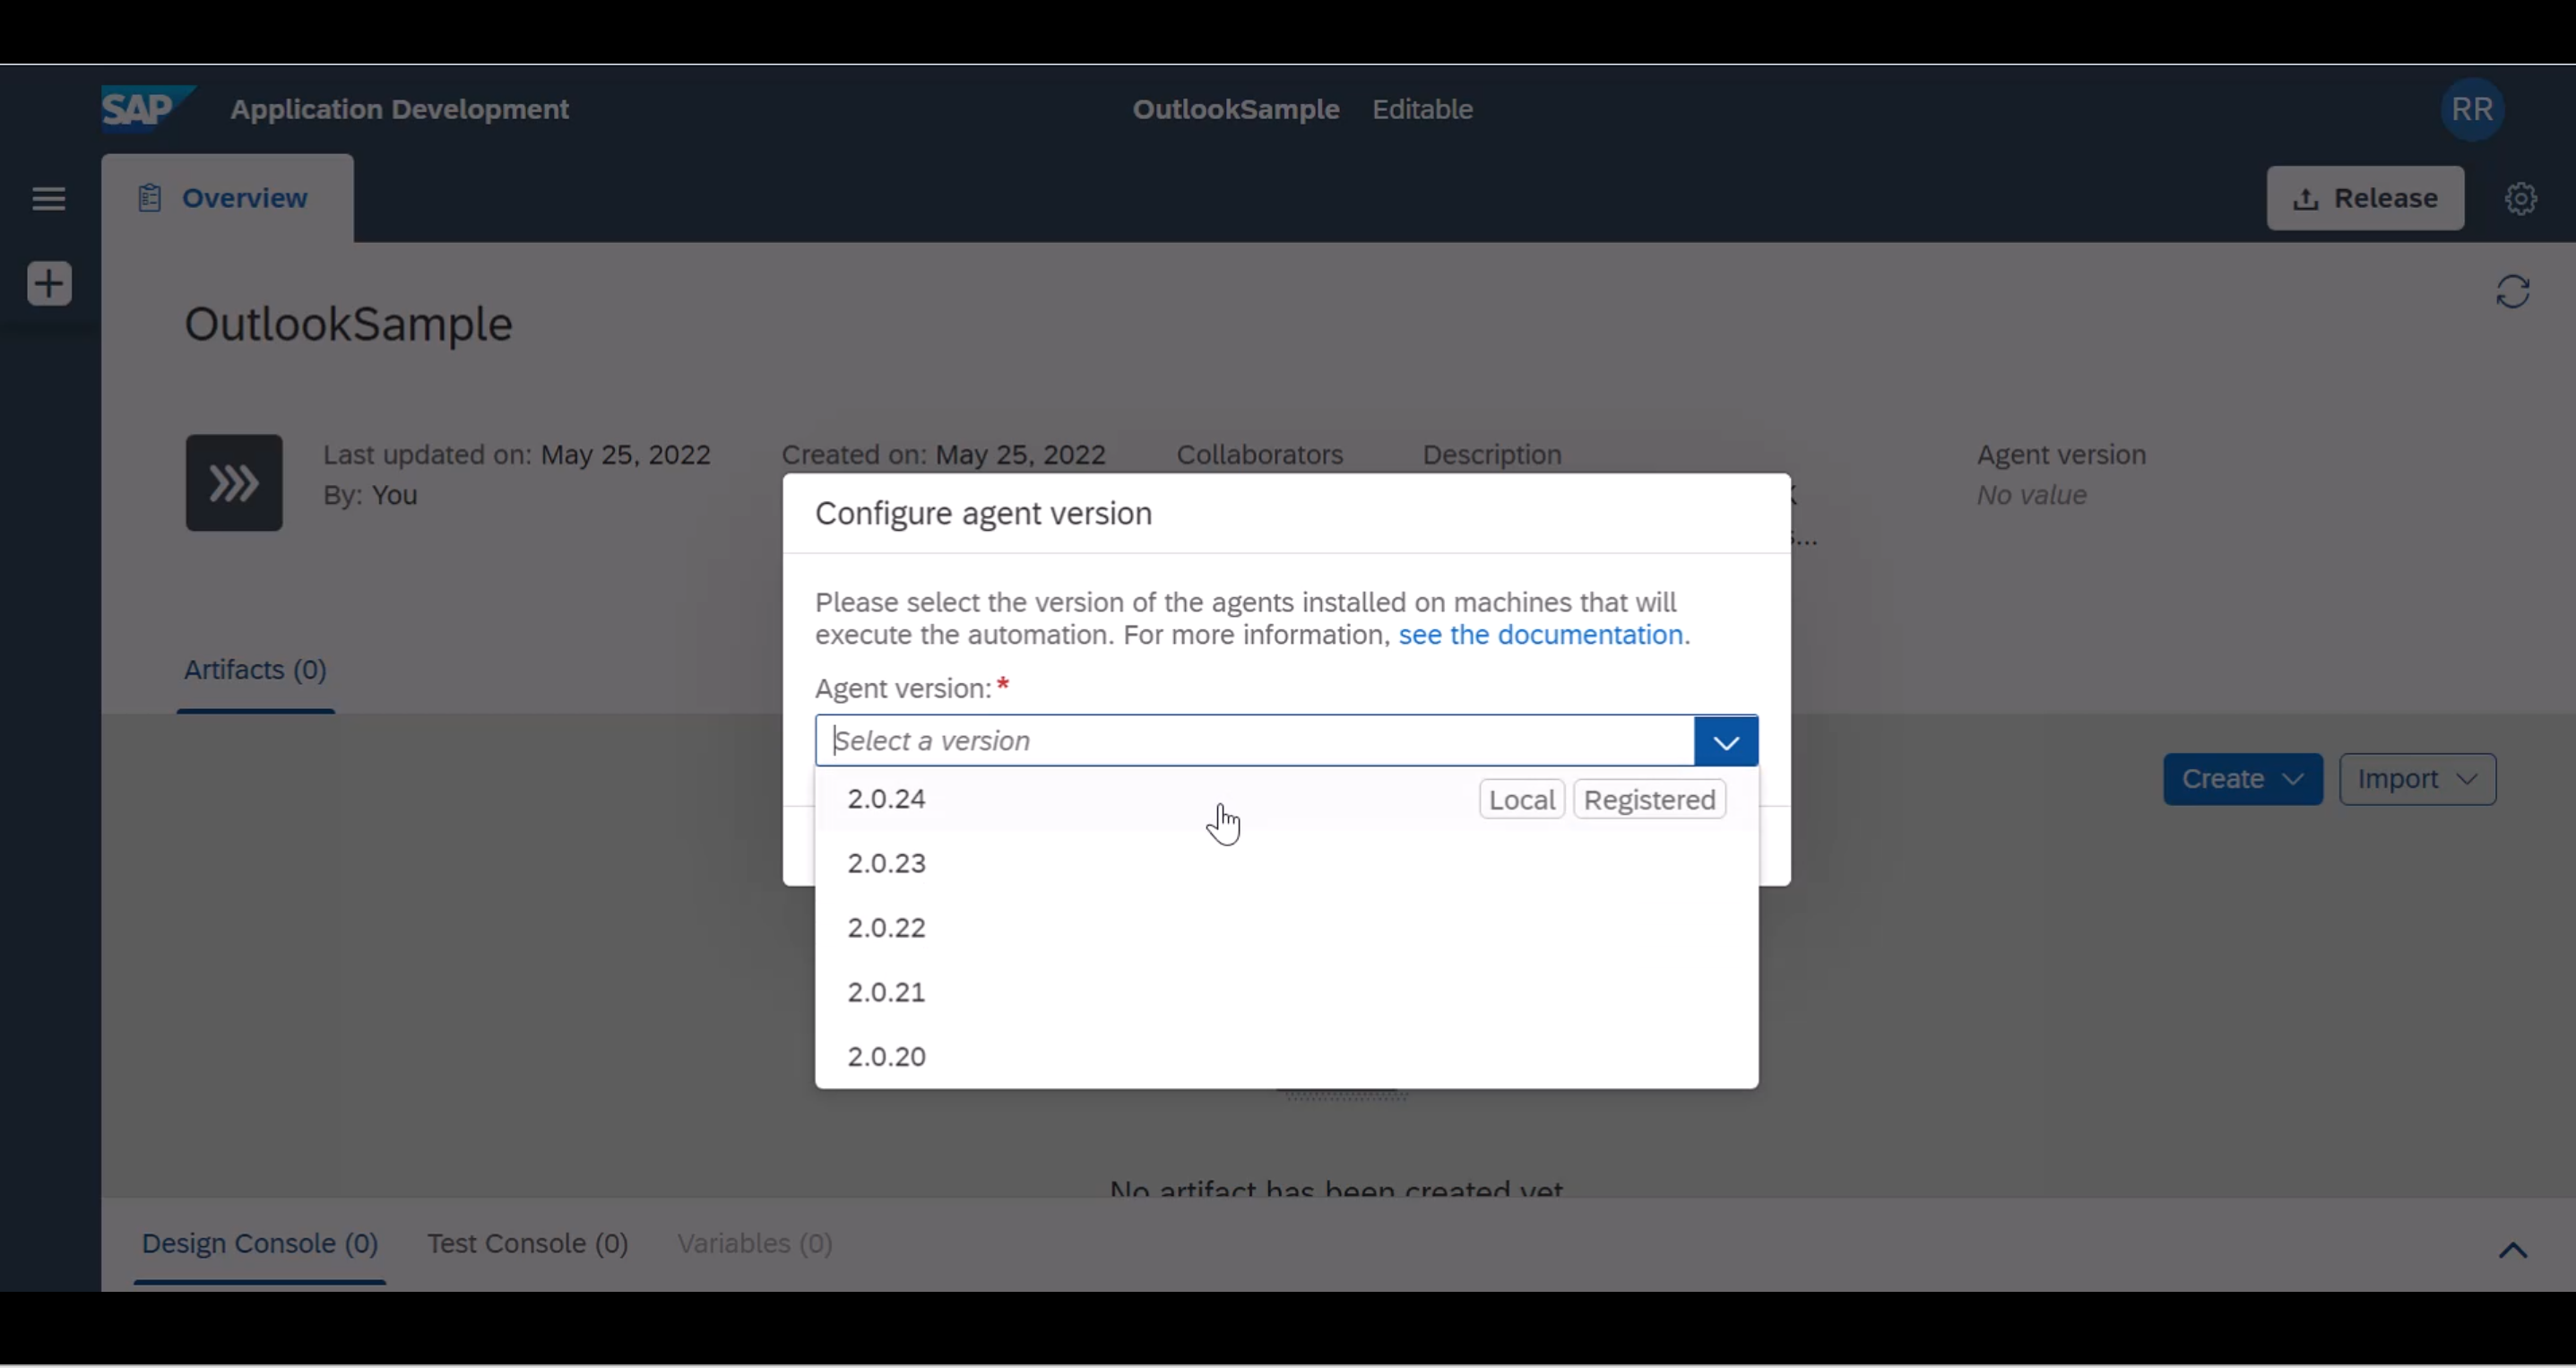 SAP
Application Development
OutlookSample Editable
RR
Overview
Release
OutlookSample
Last updated on: May 25, 2022
By: You
Created on: May 25, 2022
Collaborators
Description
Agent version
No value
Configure agent version
Please select the version of the agents installed on machines that will
execute the automation. For more information, see the documentation.
Agent version:*
Select a version
2.0.24 Local Registered
2.0.23
2.0.22
2.0.21
2.0.20
Artifacts (0)
Create
Import
No artifact has been created yet
Design Console (0) Test Console (0) Variables (0)